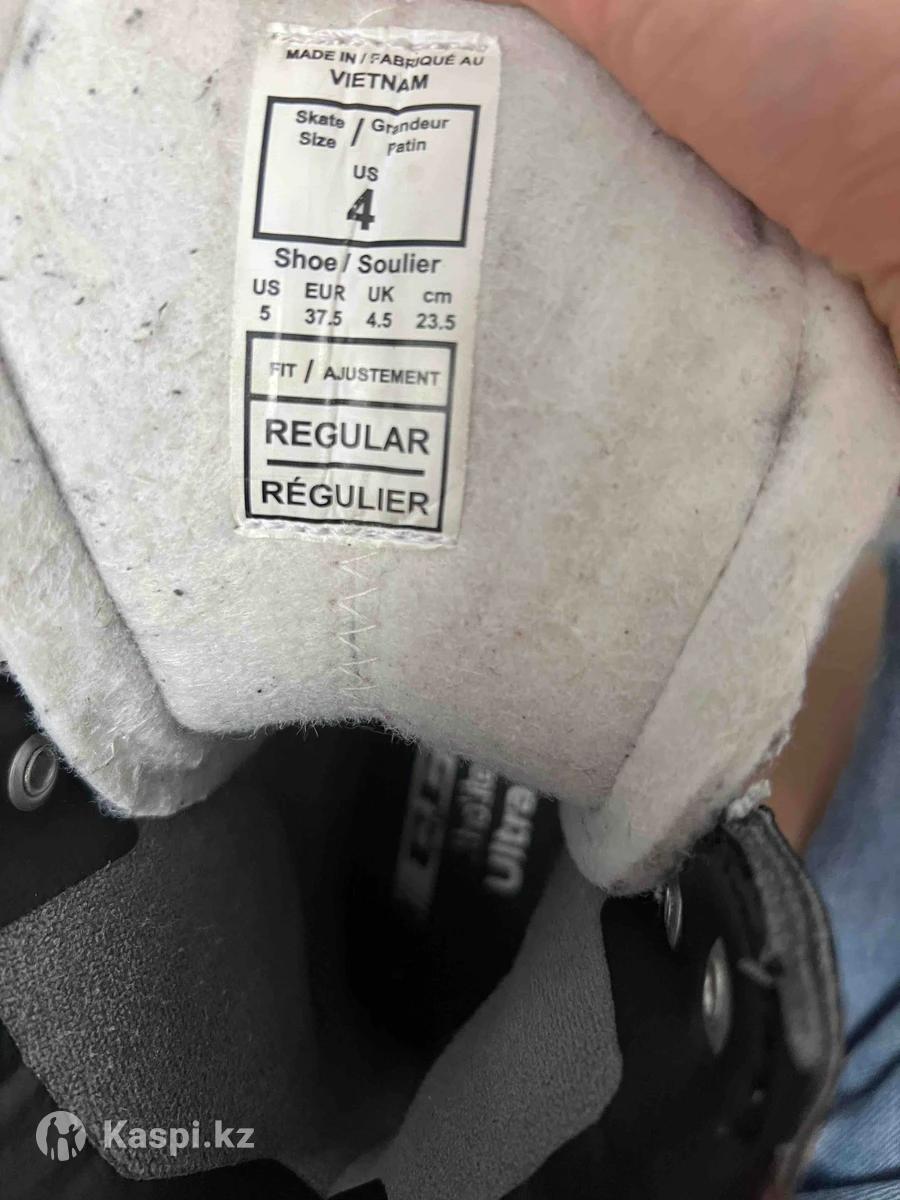 MADE IN / FABRIQUÉ AU
VIETNAM
Skate Size / Grandeur patin
US
4
Shoe / Soulier
US EUR UK cm
5 37.5 4.5 23.5
FIT / AJUSTEMENT
REGULAR
RÉGULIER
Ultra
Kaspi.kz